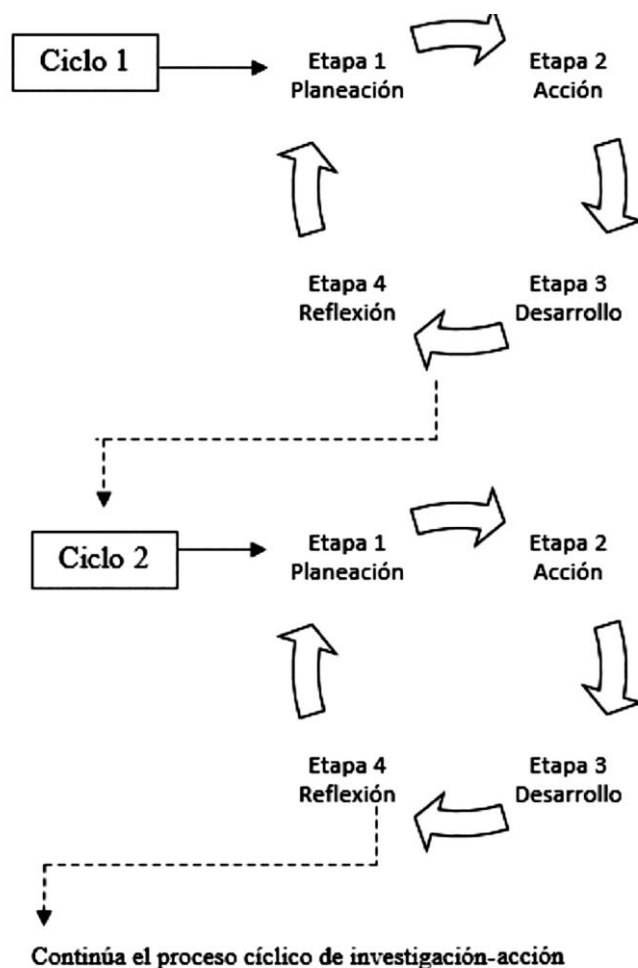 Ciclo 1
Etapa 1
Planeación
Etapa 2
Acción
Etapa 4
Reflexión
Etapa 3
Desarrollo
Ciclo 2
Etapa 1
Planeación
Etapa 2
Acción
Etapa 4
Reflexión
Etapa 3
Desarrollo
Continúa el proceso cíclico de investigación-acción